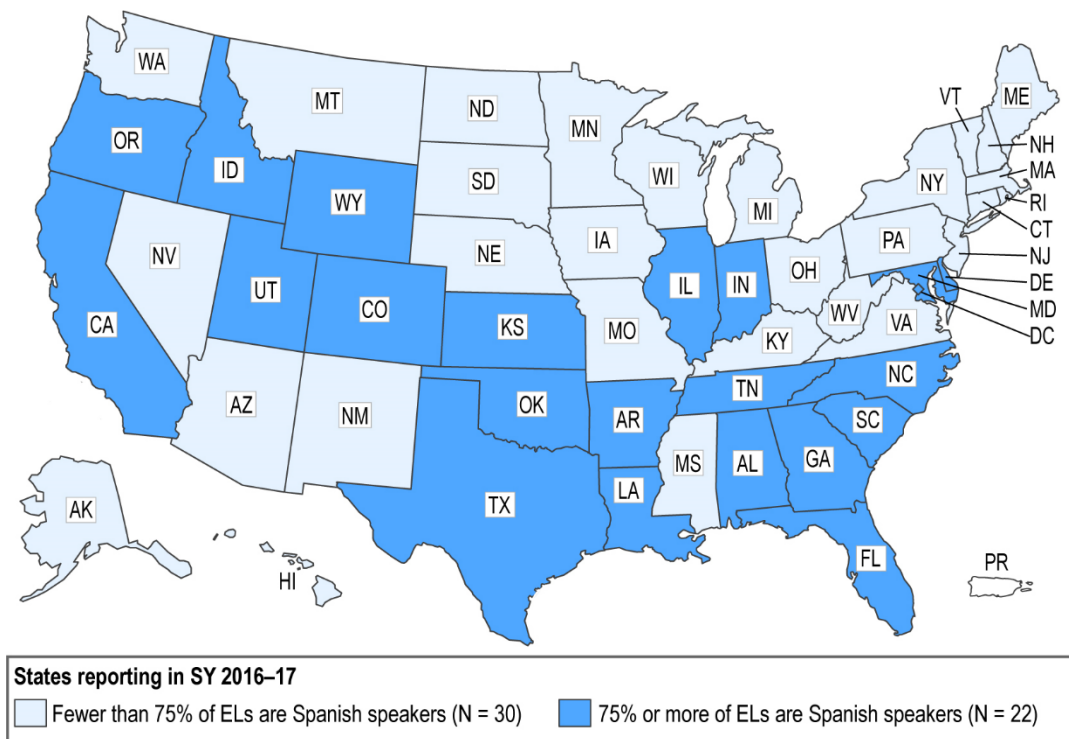 WA
MT
ND
MN
VT
ME
OR
ID
SD
WI
NY
NH
MA
WY
MI
RI
CT
NV
NE
IA
PA
NJ
UT
CO
IL
IN
OH
DE
CA
KS
MO
WV
VA
MD
DC
KY
AZ
NM
OK
AR
TN
NC
SC
MS
AL
GA
AK
TX
LA
HI
FL
PR
States reporting in SY 2016–17
Fewer than 75% of ELs are Spanish speakers (N = 30)
75% or more of ELs are Spanish speakers (N = 22)